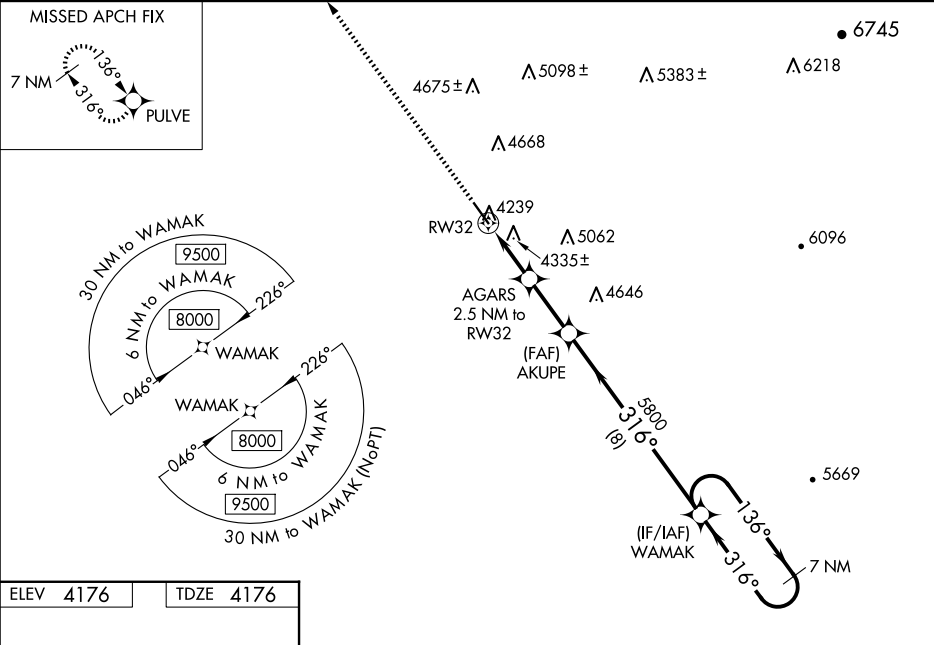 MISSED APCH FIX
136°
7 NM
316°
PULVE
6745
4675±
5098±
5383±
6218
4668
4239
RW32
4335±
5062
6096
AGARS
2.5 NM to
RW32
4646
(FAF)
AKUPE
5800
316°
(8)
5669
(IF/IAF)
WAMAK
136°
316°
7 NM
30 NM to WAMAK
9500
6 NM to WAMAK
8000
226°
WAMAK
046°
226°
WAMAK
046°
8000
6 NM to WAMAK
9500
30 NM to WAMAK (NoPT)
ELEV 4176
TDZE 4176